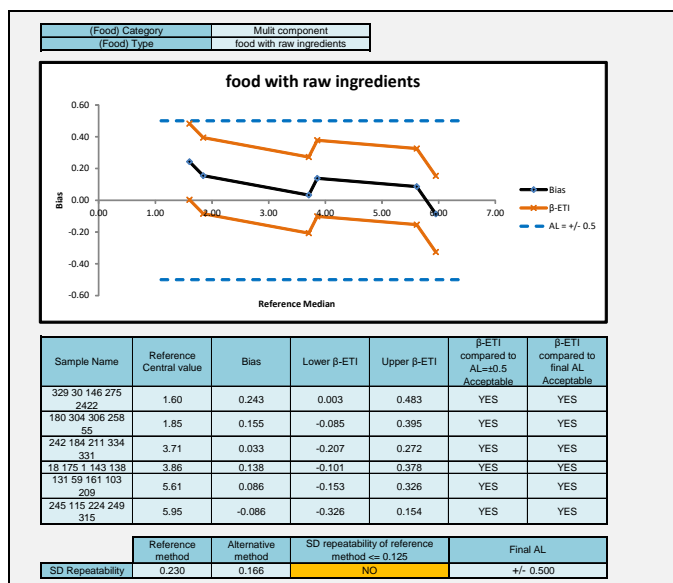 (Food) Category Mulit component
(Food) Type food with raw ingredients
food with raw ingredients
0.60
0.40
0.20
0.00
-0.20
-0.40
-0.60
0.00 1.00 2.00 3.00 4.00 5.00 6.00 7.00
Bias
Reference Median
Bias
β-ETI
AL = +/- 0.5
Sample Name Reference Central value Bias Lower β-ETI Upper β-ETI β-ETI compared to AL=±0.5 Acceptable β-ETI compared to final AL Acceptable
329 30 146 275 2422 1.60 0.243 0.003 0.483 YES YES
180 304 306 258 55 1.85 0.155 -0.085 0.395 YES YES
242 184 211 334 331 3.71 0.033 -0.207 0.272 YES YES
18 175 1 143 138 3.86 0.138 -0.101 0.378 YES YES
131 59 161 103 209 5.61 0.086 -0.153 0.326 YES YES
245 115 224 249 315 5.95 -0.086 -0.326 0.154 YES YES
Reference method Alternative method SD repeatability of reference method <= 0.125 Final AL
SD Repeatability 0.230 0.166 NO +/- 0.500